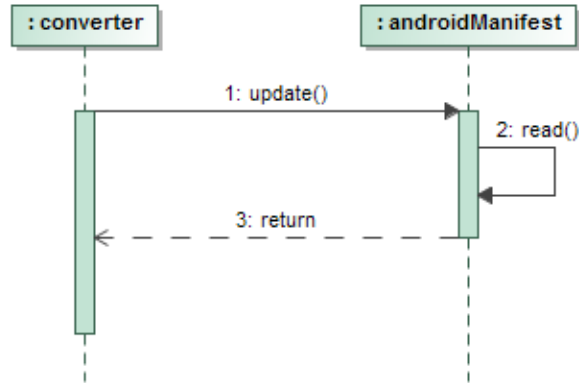 : converter
: androidManifest
1: update()
2: read()
3: return